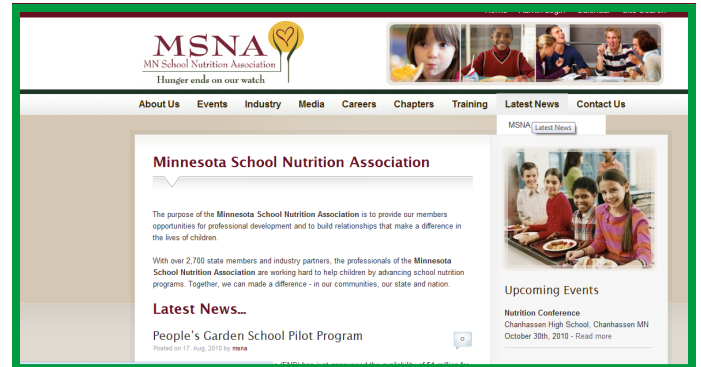 MSNA
MN School Nutrition Association
Hunger ends on our watch
About Us Events Industry Media Careers Chapters Training Latest News Contact Us
MSNA
Latest News
Minnesota School Nutrition Association
The purpose of the Minnesota School Nutrition Association is to provide our members
opportunities for professional development and to build relationships that make a difference in
the lives of children.
With over 2,700 state members and industry partners, the professionals of the Minnesota
School Nutrition Association are working hard to help children by advancing school nutrition
programs. Together, we can made a difference - in our communities, our state and nation.
Latest News...
People's Garden School Pilot Program
Posted on 17. Aug, 2010 by msna
0
Upcoming Events
Nutrition Conference
Chanhassen High School, Chanhassen MN
October 30th, 2010 - Read more